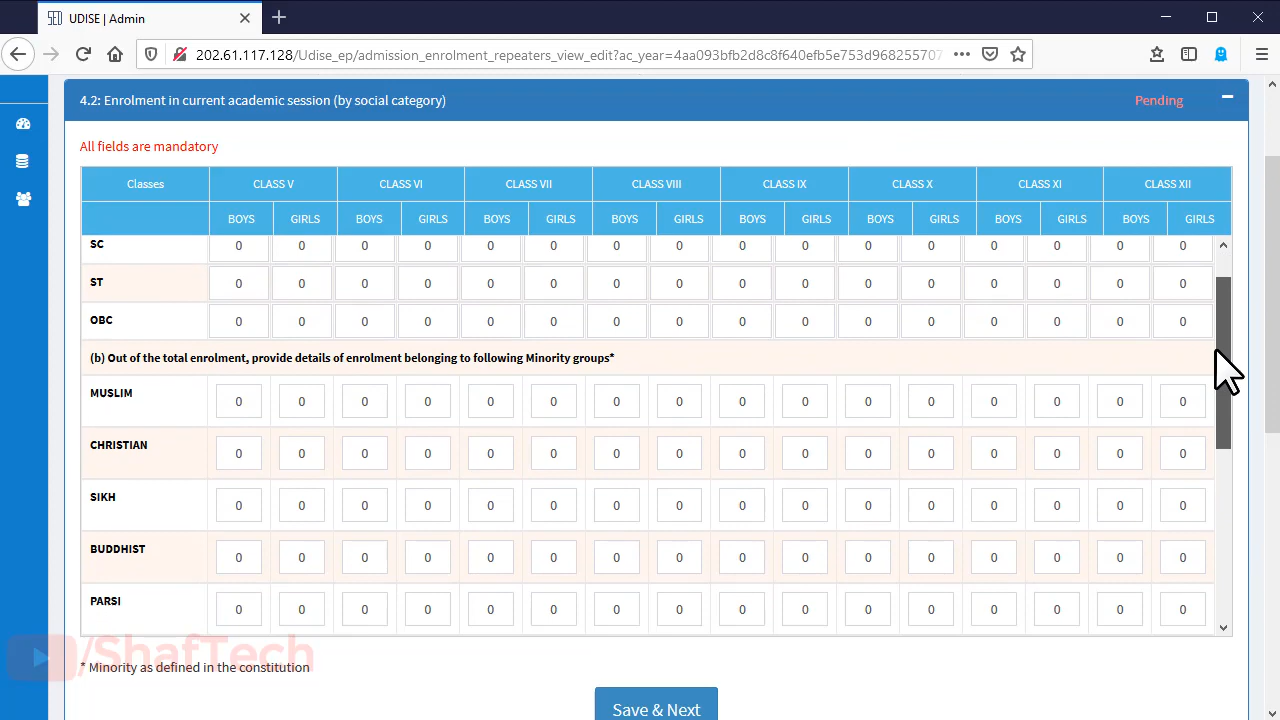 UDISE | Admin
202.61.117.128/Udise_ep/admission_enrolment_repeaters_view_edit?ac_year=4aa093bfb2d8c8f640efb5e753d968255707
4.2: Enrolment in current academic session (by social category) Pending
All fields are mandatory
Classes CLASS V CLASS VI CLASS VII CLASS VIII CLASS IX CLASS X CLASS XI CLASS XII
BOYS GIRLS BOYS GIRLS BOYS GIRLS BOYS GIRLS BOYS GIRLS BOYS GIRLS BOYS GIRLS BOYS GIRLS
SC 0 0 0 0 0 0 0 0 0 0 0 0 0 0 0 0
ST 0 0 0 0 0 0 0 0 0 0 0 0 0 0 0 0
OBC 0 0 0 0 0 0 0 0 0 0 0 0 0 0 0 0
(b) Out of the total enrolment, provide details of enrolment belonging to following Minority groups*
MUSLIM 0 0 0 0 0 0 0 0 0 0 0 0 0 0 0 0
CHRISTIAN 0 0 0 0 0 0 0 0 0 0 0 0 0 0 0 0
SIKH 0 0 0 0 0 0 0 0 0 0 0 0 0 0 0 0
BUDDHIST 0 0 0 0 0 0 0 0 0 0 0 0 0 0 0 0
PARSI 0 0 0 0 0 0 0 0 0 0 0 0 0 0 0 0
/ShafTech
* Minority as defined in the constitution
Save & Next